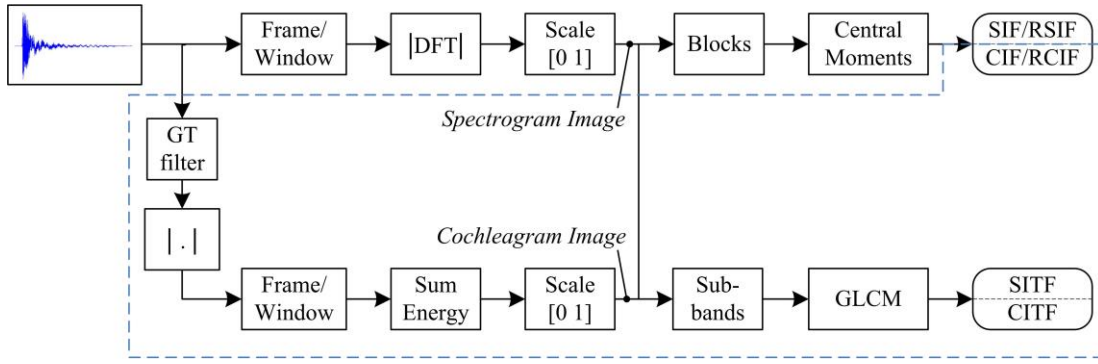 Frame/
Window
|DFT|
Scale
[0 1]
Blocks
Central
Moments
SIF/RSIF
CIF/RCIF
Spectrogram Image
GT
filter
| . |
Cochleagram Image
Frame/
Window
Sum
Energy
Scale
[0 1]
Sub-
bands
GLCM
SITF
CITF